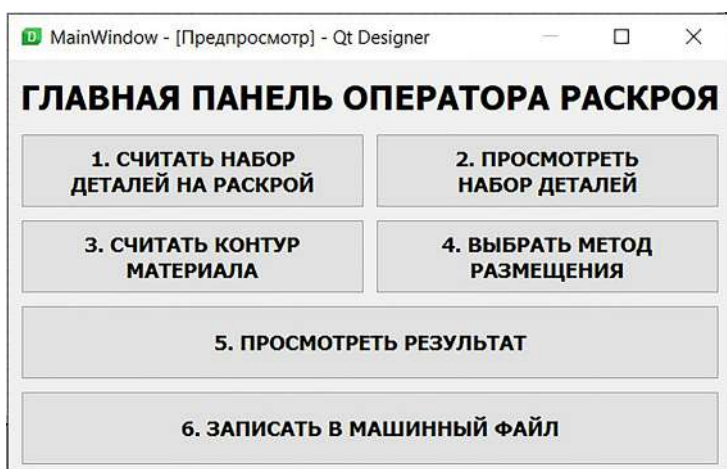 MainWindow - [Предпросмотр] - Qt Designer
ГЛАВНАЯ ПАНЕЛЬ ОПЕРАТОРА РАСКРОЯ
1. СЧИТАТЬ НАБОР
ДЕТАЛЕЙ НА РАСКРОЙ
2. ПРОСМОТРЕТЬ
НАБОР ДЕТАЛЕЙ
3. СЧИТАТЬ КОНТУР
МАТЕРИАЛА
4. ВЫБРАТЬ МЕТОД
РАЗМЕЩЕНИЯ
5. ПРОСМОТРЕТЬ РЕЗУЛЬТАТ
6. ЗАПИСАТЬ В МАШИННЫЙ ФАЙЛ